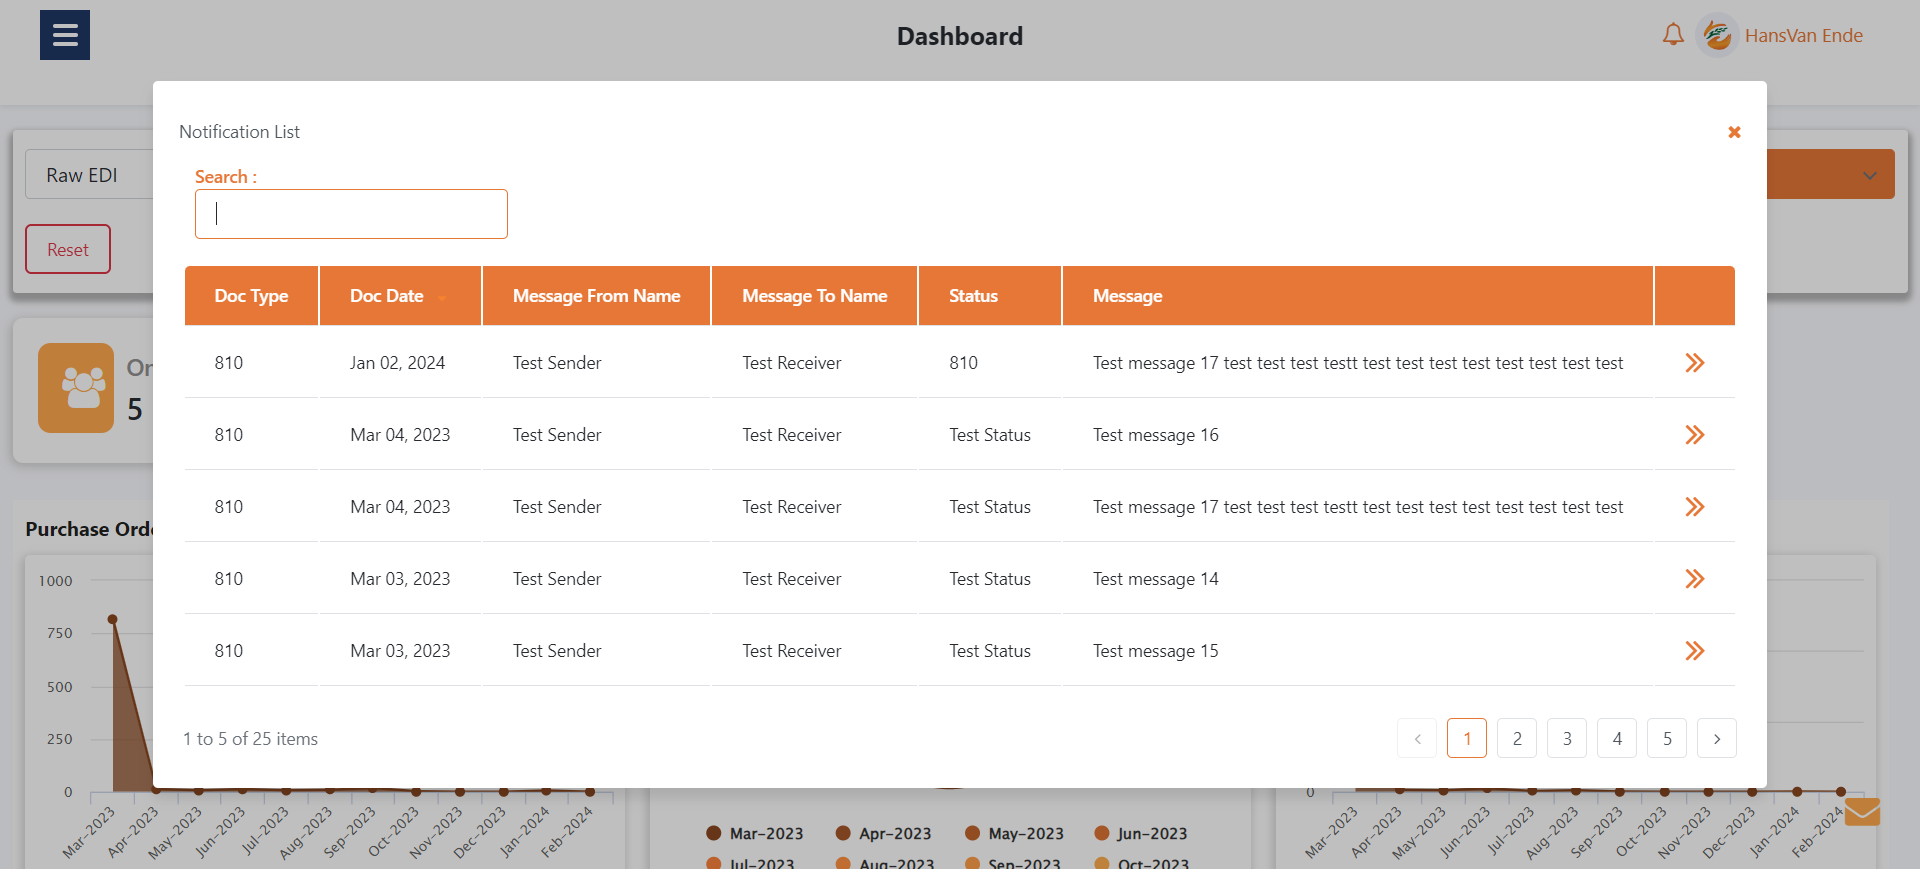 Dashboard
HansVan Ende
Notification List
Search :
Raw EDI
Reset
Doc Type Doc Date Message From Name Message To Name Status Message
810 Jan 02, 2024 Test Sender Test Receiver 810 Test message 17 test test test testt test test test test test test test test
810 Mar 04, 2023 Test Sender Test Receiver Test Status Test message 16
810 Mar 04, 2023 Test Sender Test Receiver Test Status Test message 17 test test test testt test test test test test test test test
810 Mar 03, 2023 Test Sender Test Receiver Test Status Test message 14
810 Mar 03, 2023 Test Sender Test Receiver Test Status Test message 15
1 to 5 of 25 items
1 2 3 4 5
5
Purchase
1000
750
500
250
0
Mar-2023 Apr-2023 May-2023 Jun-2023 Jul-2023 Aug-2023 Sep-2023 Oct-2023 Nov-2023 Dec-2023 Jan-2024 Feb-2024
Mar-2023 Apr-2023 May-2023 Jun-2023
Jul-2023 Aug-2023 Sep-2023 Oct-2023
0
Mar-2023 Apr-2023 May-2023 Jun-2023 Jul-2023 Aug-2023 Sep-2023 Oct-2023 Nov-2023 Dec-2023 Jan-2024 Feb-2024